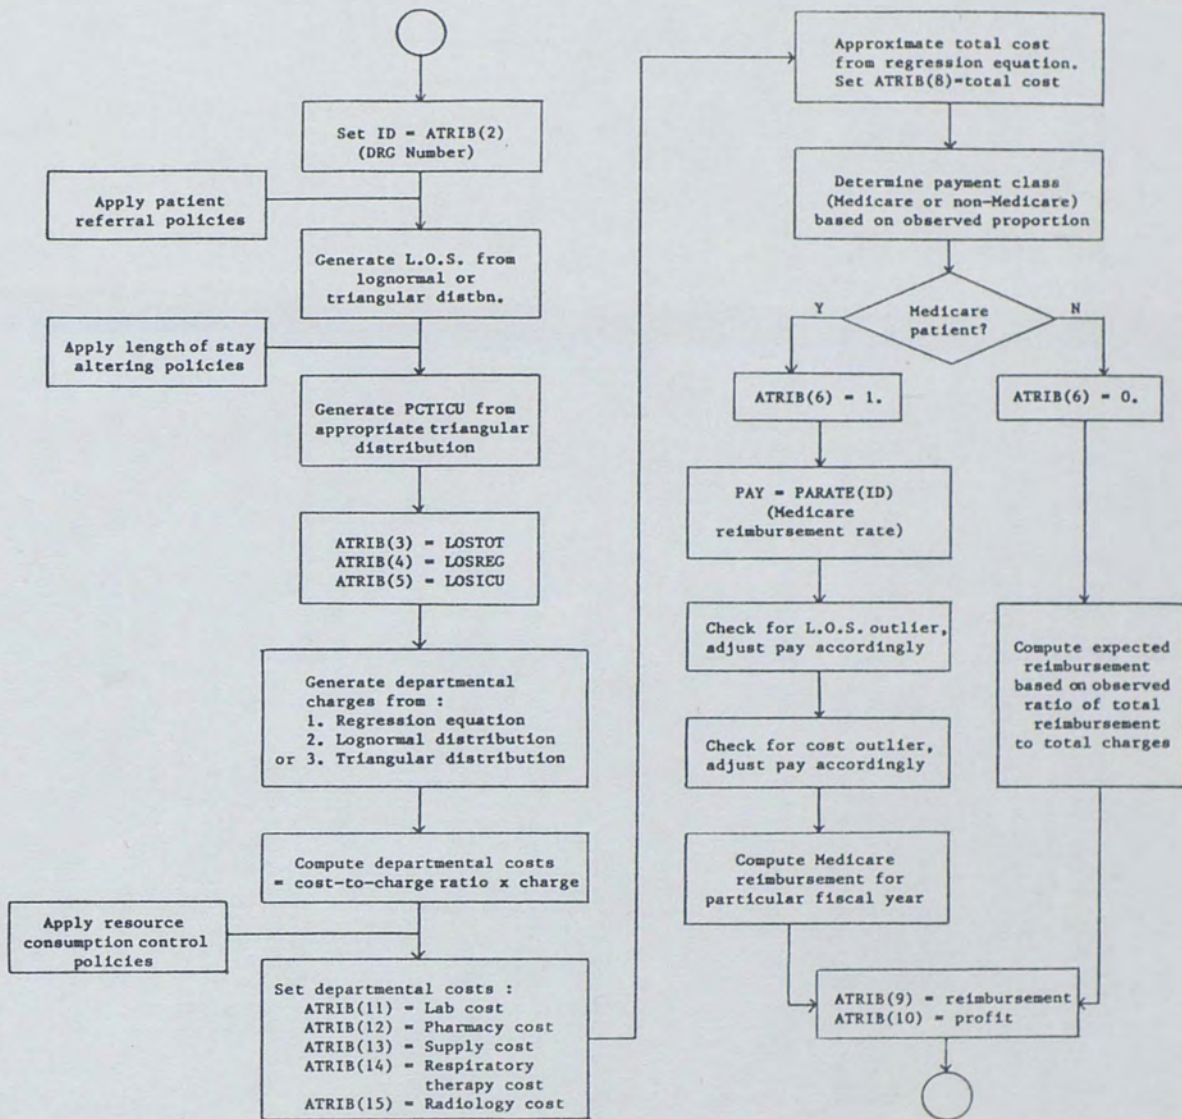 Set ID = ATRIB(2)
(DRG Number)
Apply patient
referral policies
Generate L.O.S. from
lognormal or
triangular distbn.
Apply length of stay
altering policies
Generate PCTICU from
appropriate triangular
distribution
ATRIB(3) = LOSTOT
ATRIB(4) = LOSREG
ATRIB(5) = LOSICU
Generate departmental
charges from :
1. Regression equation
2. Lognormal distribution
or 3. Triangular distribution
Compute departmental costs
= cost-to-charge ratio x charge
Apply resource
consumption control
policies
Set departmental costs :
ATRIB(11) = Lab cost
ATRIB(12) = Pharmacy cost
ATRIB(13) = Supply cost
ATRIB(14) = Respiratory
therapy cost
ATRIB(15) = Radiology cost
Approximate total cost
from regression equation.
Set ATRIB(8)=total cost
Determine payment class
(Medicare or non-Medicare)
based on observed proportion
Medicare
patient?
Y
N
ATRIB(6) = 1.
ATRIB(6) = 0.
PAY = PARATE(ID)
(Medicare
reimbursement rate)
Check for L.O.S. outlier,
adjust pay accordingly
Check for cost outlier,
adjust pay accordingly
Compute Medicare
reimbursement for
particular fiscal year
Compute expected
reimbursement
based on observed
ratio of total
reimbursement
to total charges
ATRIB(9) = reimbursement
ATRIB(10) = profit